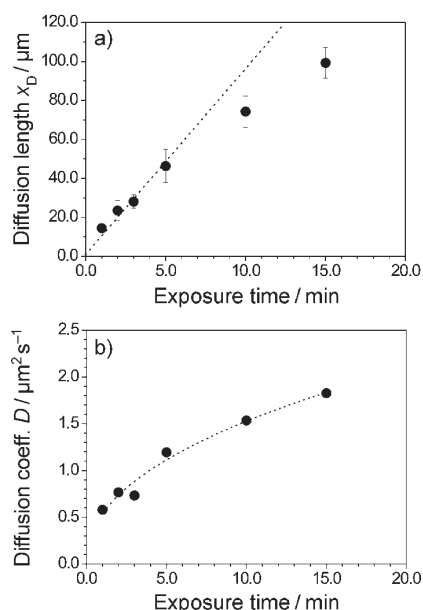 a)
120.0
100.0
80.0
60.0
40.0
20.0
0.0
Diffusion length x_D / µm
0.0 5.0 10.0 15.0 20.0
Exposure time / min
b)
2.5
2.0
1.5
1.0
0.5
0.0
Diffusion coeff. D / µm² s⁻¹
0.0 5.0 10.0 15.0 20.0
Exposure time / min